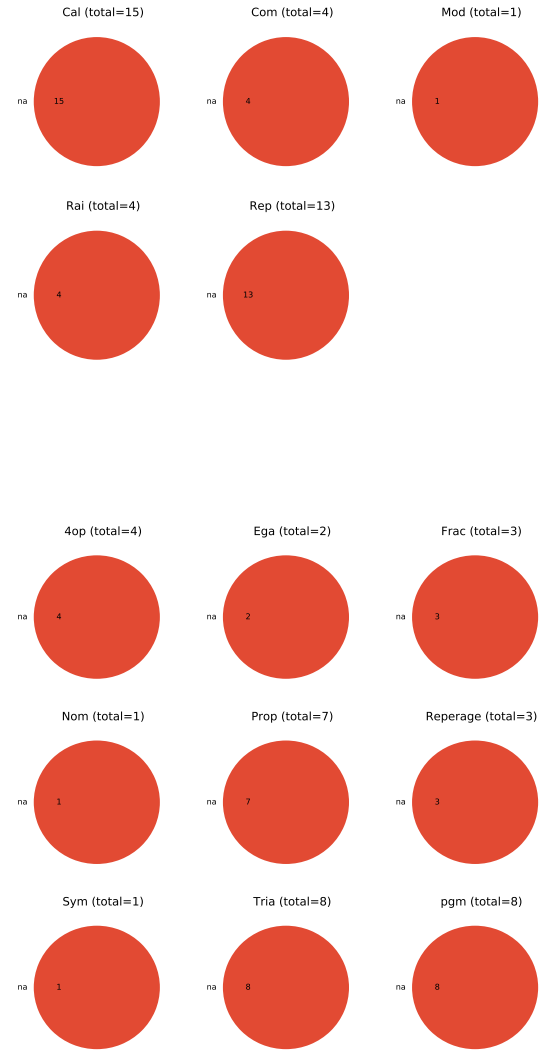 Cal (total=15) Com (total=4) Mod (total=1)
na 15 na 4 na 1
Rai (total=4) Rep (total=13)
na 4 na 13
4op (total=4) Ega (total=2) Frac (total=3)
na 4 na 2 na 3
Nom (total=1) Prop (total=7) Reperage (total=3)
na 1 na 7 na 3
Sym (total=1) Tria (total=8) pgm (total=8)
na 1 na 8 na 8